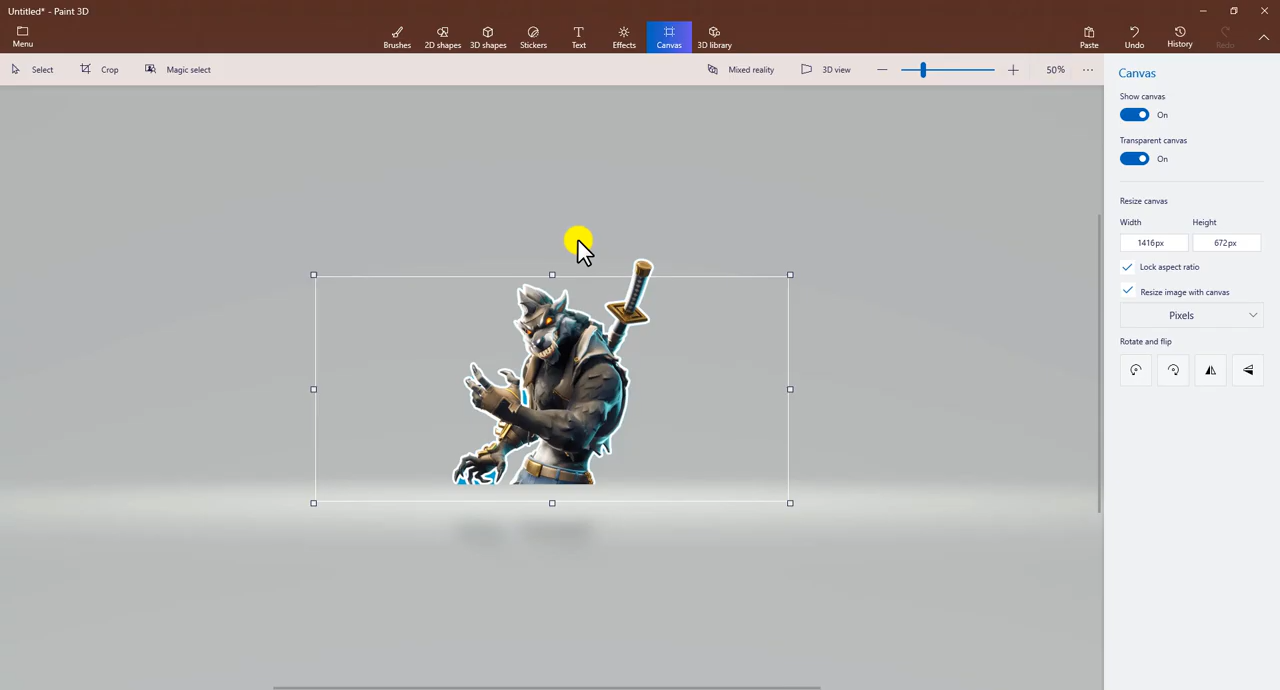 Untitled* - Paint 3D
Menu
Brushes 2D shapes 3D shapes Stickers Text Effects Canvas 3D library Paste Undo History Redo
Select Crop Magic select Mixed reality 3D view 50%
Canvas
Show canvas
On
Transparent canvas
On
Resize canvas
Width Height
1416px 672px
Lock aspect ratio
Resize image with canvas
Pixels
Rotate and flip